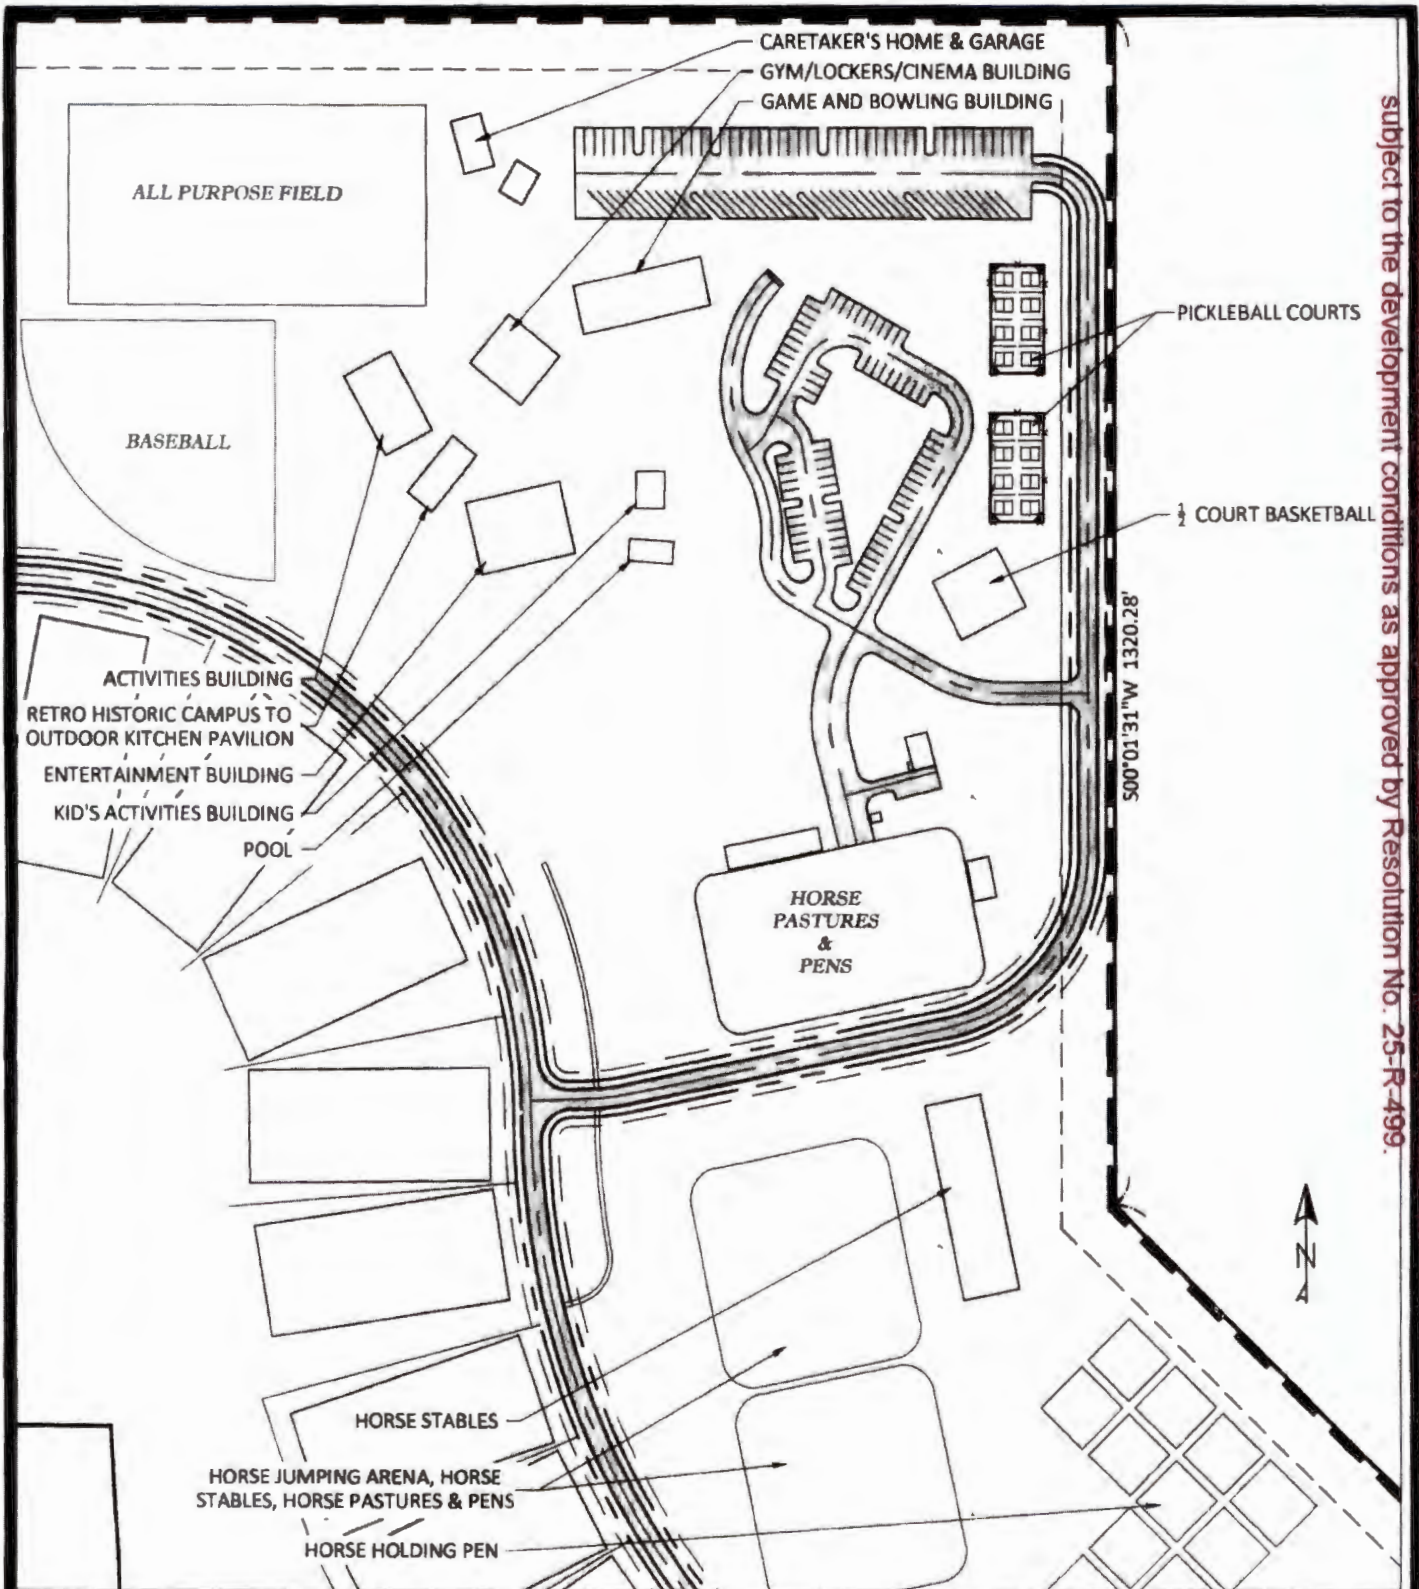 CARETAKER'S HOME & GARAGE
GYM/LOCKERS/CINEMA BUILDING
GAME AND BOWLING BUILDING
ALL PURPOSE FIELD
PICKLEBALL COURTS
BASEBALL
½ COURT BASKETBALL
S00°01'31"W 1320.28'
ACTIVITIES BUILDING
RETRO HISTORIC CAMPUS TO
OUTDOOR KITCHEN PAVILION
ENTERTAINMENT BUILDING
KID'S ACTIVITIES BUILDING
POOL
HORSE
PASTURES
&
PENS
N
HORSE STABLES
HORSE JUMPING ARENA, HORSE
STABLES, HORSE PASTURES & PENS
HORSE HOLDING PEN
subject to the development conditions as approved by Resolution No. 25-R-499.